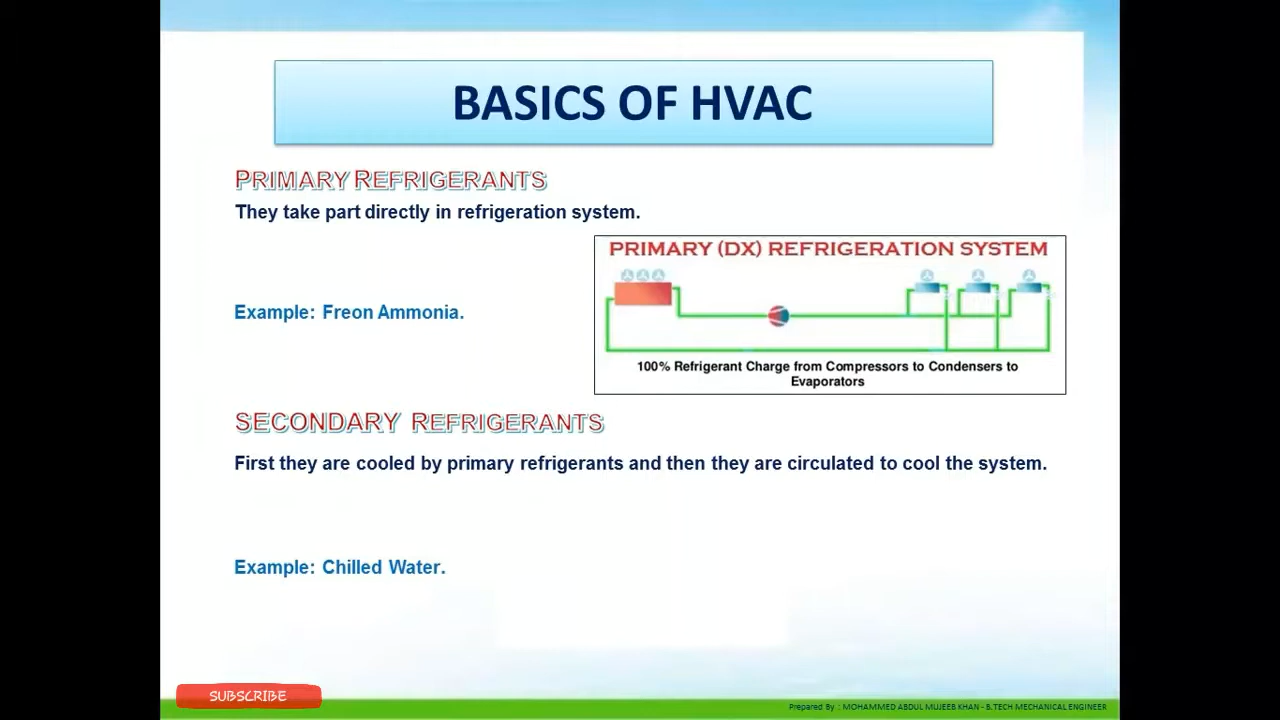 BASICS OF HVAC
PRIMARY REFRIGERANTS
They take part directly in refrigeration system.
PRIMARY (DX) REFRIGERATION SYSTEM
Example: Freon Ammonia.
100% Refrigerant Charge from Compressors to Condensers to
Evaporators
SECONDARY REFRIGERANTS
First they are cooled by primary refrigerants and then they are circulated to cool the system.
Example: Chilled Water.
SUBSCRIBE
Prepared By : MOHAMMED ABDUL MUJEEB KHAN - B.TECH MECHANICAL ENGINEER